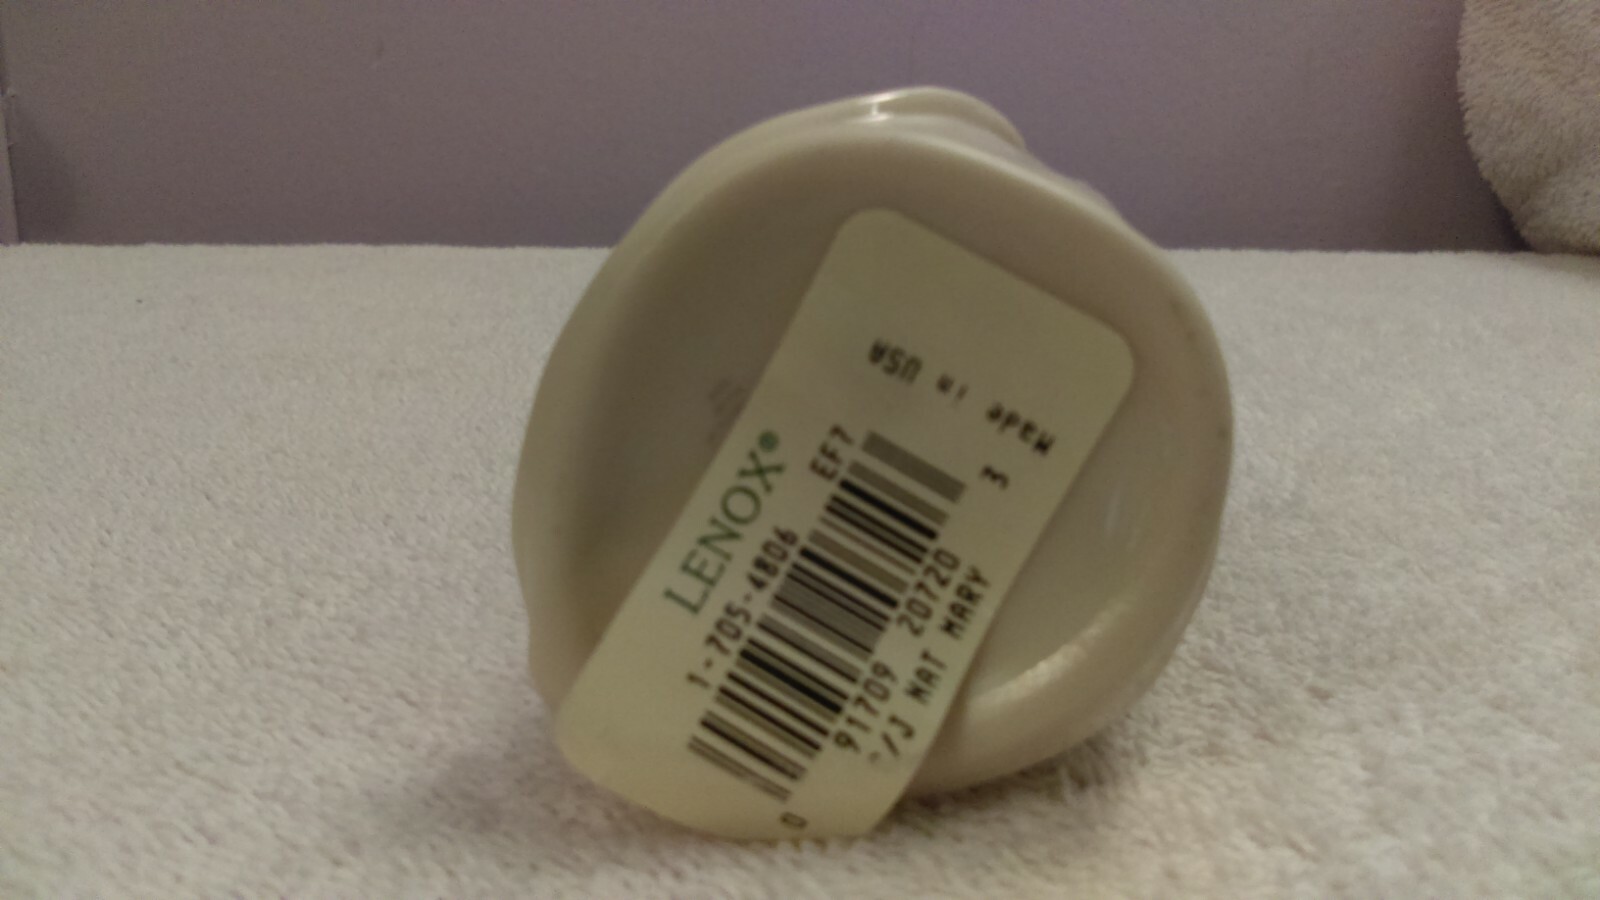 Made in USA
LENOX®
1-705-4806 EF7
0 91709 20720 3
-/J NAT MARY